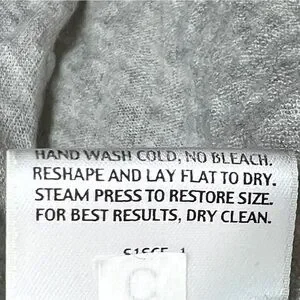 HAND WASH COLD, NO BLEACH.
RESHAPE AND LAY FLAT TO DRY.
STEAM PRESS TO RESTORE SIZE.
FOR BEST RESULTS, DRY CLEAN.
C